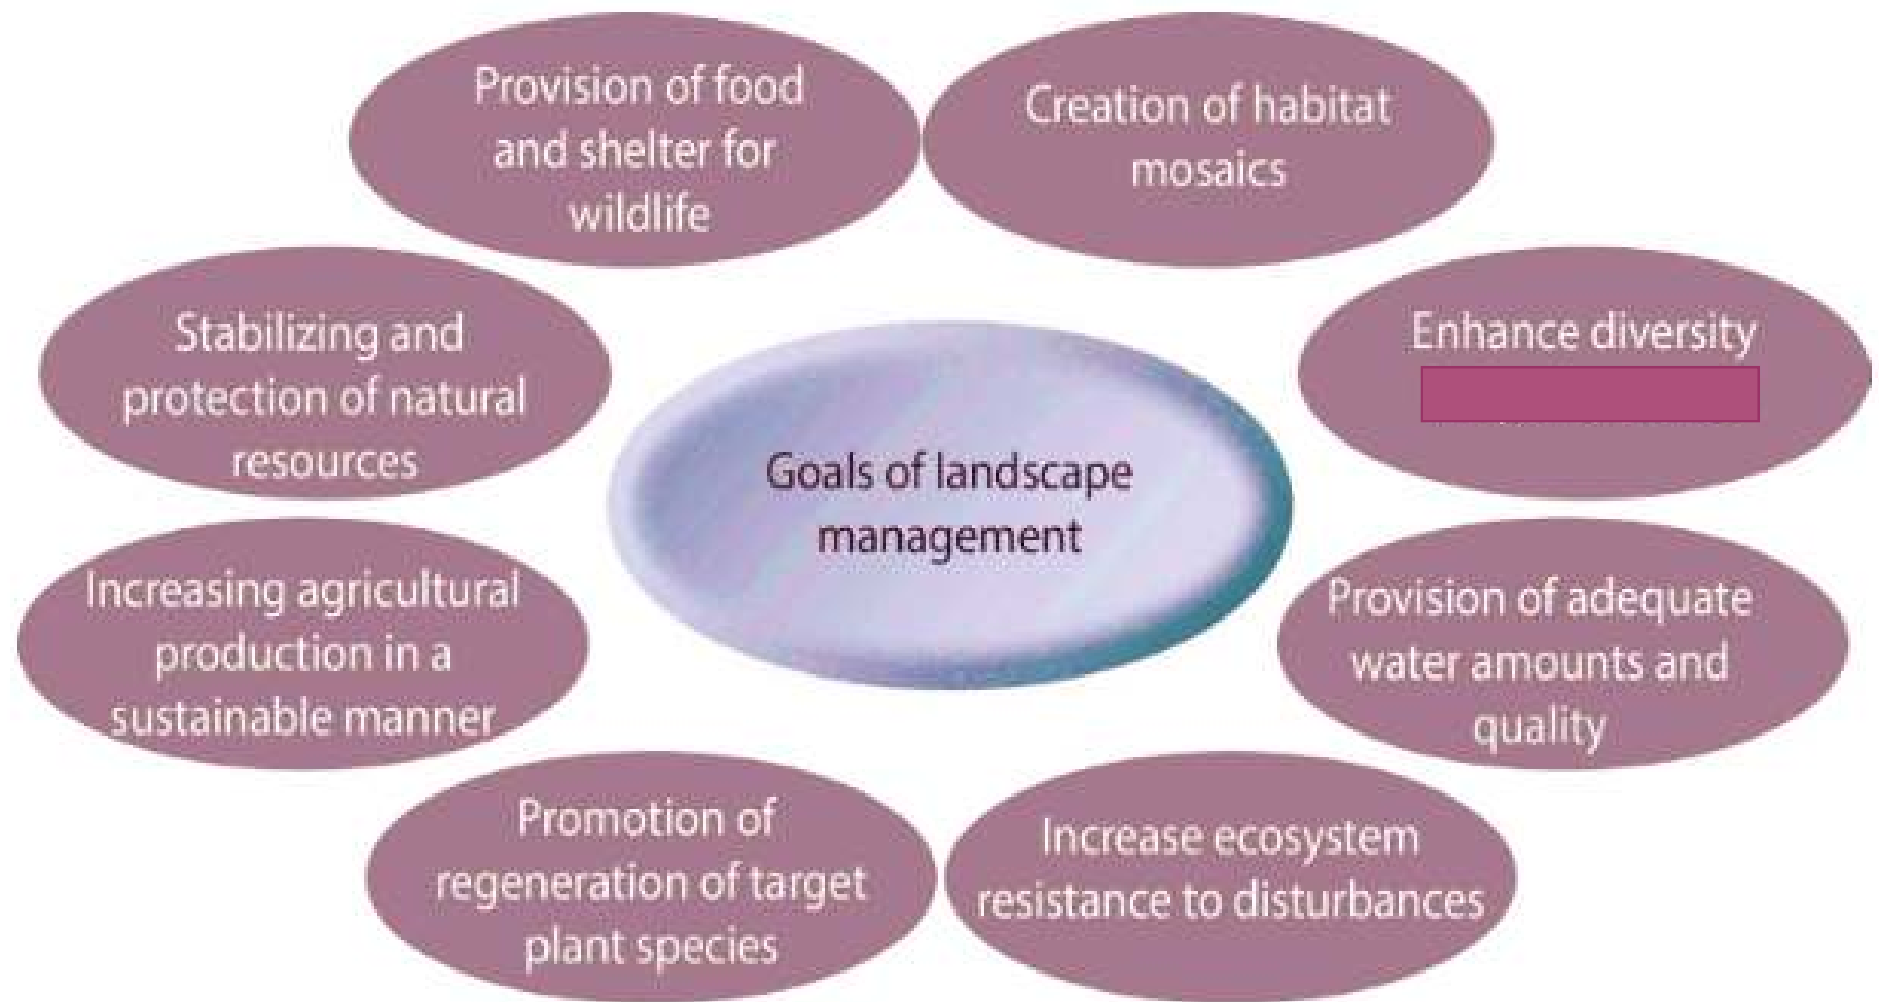 Provision of food
and shelter for
wildlife
Creation of habitat
mosaics
Stabilizing and
protection of natural
resources
Enhance diversity
Goals of landscape
management
Increasing agricultural
production in a
sustainable manner
Provision of adequate
water amounts and
quality
Promotion of
regeneration of target
plant species
Increase ecosystem
resistance to disturbances